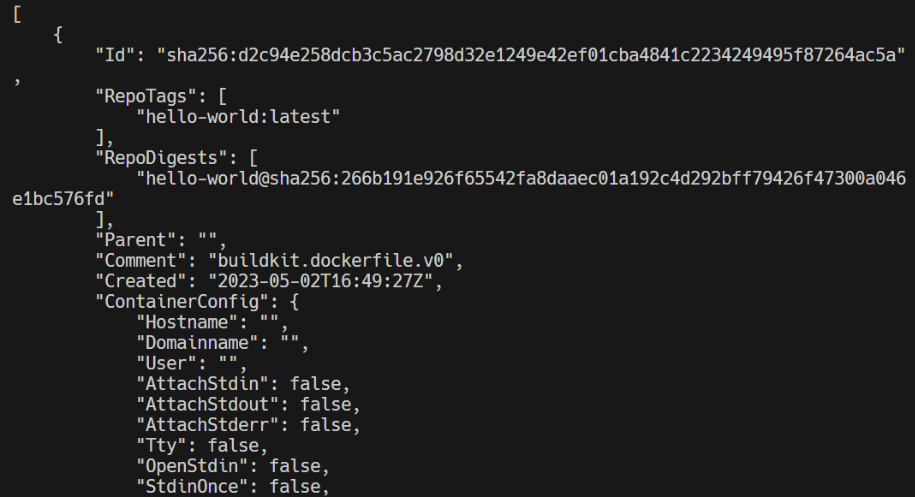 [
    {
        "Id": "sha256:d2c94e258dcb3c5ac2798d32e1249e42ef01cba4841c2234249495f87264ac5a"
,
        "RepoTags": [
            "hello-world:latest"
        ],
        "RepoDigests": [
            "hello-world@sha256:266b191e926f65542fa8daaec01a192c4d292bff79426f47300a046
e1bc576fd"
        ],
        "Parent": "",
        "Comment": "buildkit.dockerfile.v0",
        "Created": "2023-05-02T16:49:27Z",
        "ContainerConfig": {
            "Hostname": "",
            "Domainname": "",
            "User": "",
            "AttachStdin": false,
            "AttachStdout": false,
            "AttachStderr": false,
            "Tty": false,
            "OpenStdin": false,
            "StdinOnce": false,